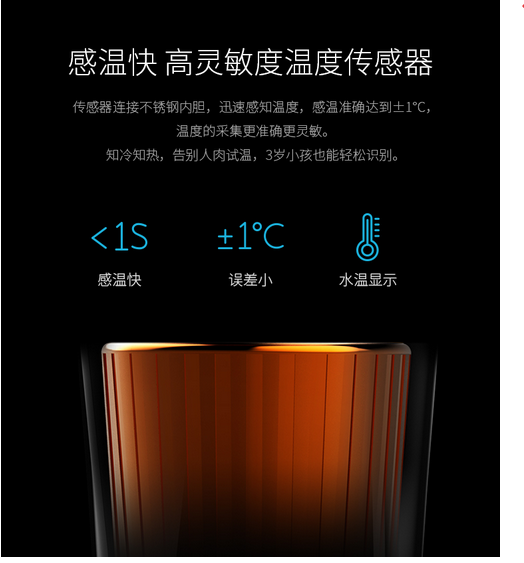 感温快 高灵敏度温度传感器
传感器连接不锈钢内胆，迅速感知温度，感温准确达到±1℃，
温度的采集更准确更灵敏。
知冷知热，告别人肉试温，3岁小孩也能轻松识别。
<1S ±1℃
感温快 误差小 水温显示